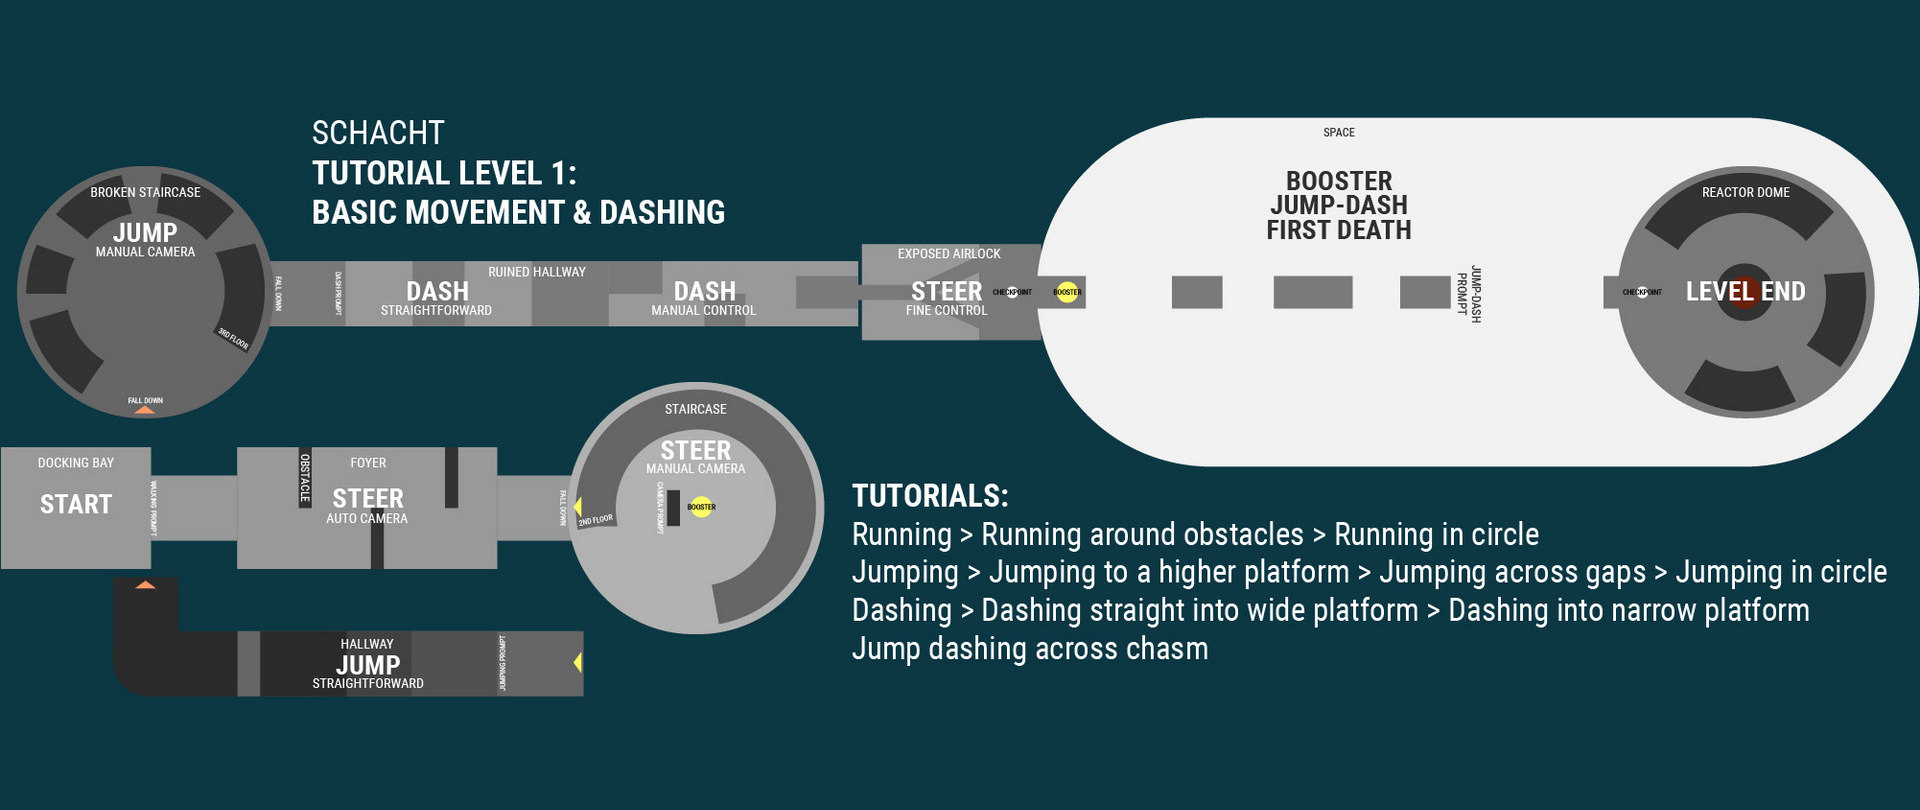 SCHACHT
TUTORIAL LEVEL 1:
BASIC MOVEMENT & DASHING
BROKEN STAIRCASE
JUMP
MANUAL CAMERA
3RD FLOOR
FALL DOWN
FALL DOWN
DASH PROMPT
RUINED HALLWAY
DASH
STRAIGHTFORWARD
DASH
MANUAL CONTROL
EXPOSED AIRLOCK
STEER
FINE CONTROL
CHECKPOINT
BOOSTER
SPACE
BOOSTER
JUMP-DASH
FIRST DEATH
JUMP-DASH
PROMPT
CHECKPOINT
REACTOR DOME
LEVEL END
DOCKING BAY
START
WALKING PROMPT
OBSTACLE
FOYER
STEER
AUTO CAMERA
FALL DOWN
2ND FLOOR
STAIRCASE
STEER
MANUAL CAMERA
CAMERA PROMPT
BOOSTER
HALLWAY
JUMP
STRAIGHTFORWARD
JUMPING PROMPT
TUTORIALS:
Running > Running around obstacles > Running in circle
Jumping > Jumping to a higher platform > Jumping across gaps > Jumping in circle
Dashing > Dashing straight into wide platform > Dashing into narrow platform
Jump dashing across chasm